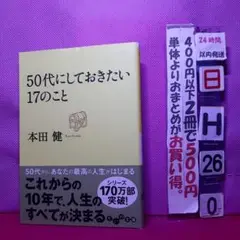 50代にしておきたい
17のこと
本田 健
50代から、あなたの最高の人生がはじまる
これからの
10年で、人生の
すべてが決まる
シリーズ
170万部
突破!
だいわ文庫
400円以下2冊で500円
単体よりおまとめがお買い得。
24時間
以内発送
日
H
26
0